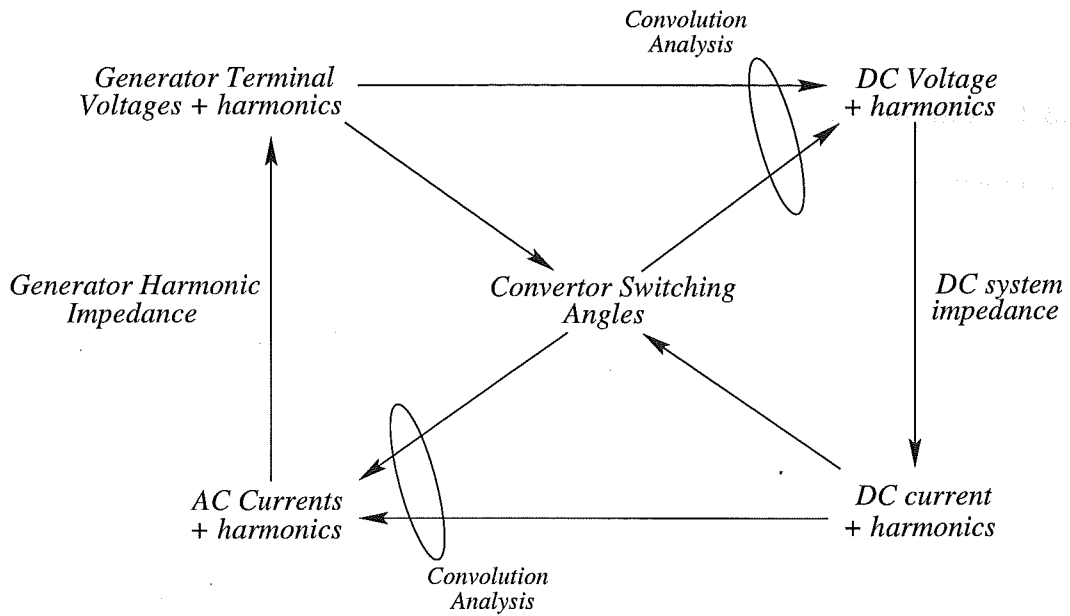 Convolution
Analysis
Generator Terminal
Voltages + harmonics
DC Voltage
+ harmonics
Generator Harmonic
Impedance
Convertor Switching
Angles
DC system
impedance
AC Currents
+ harmonics
DC current
+ harmonics
Convolution
Analysis